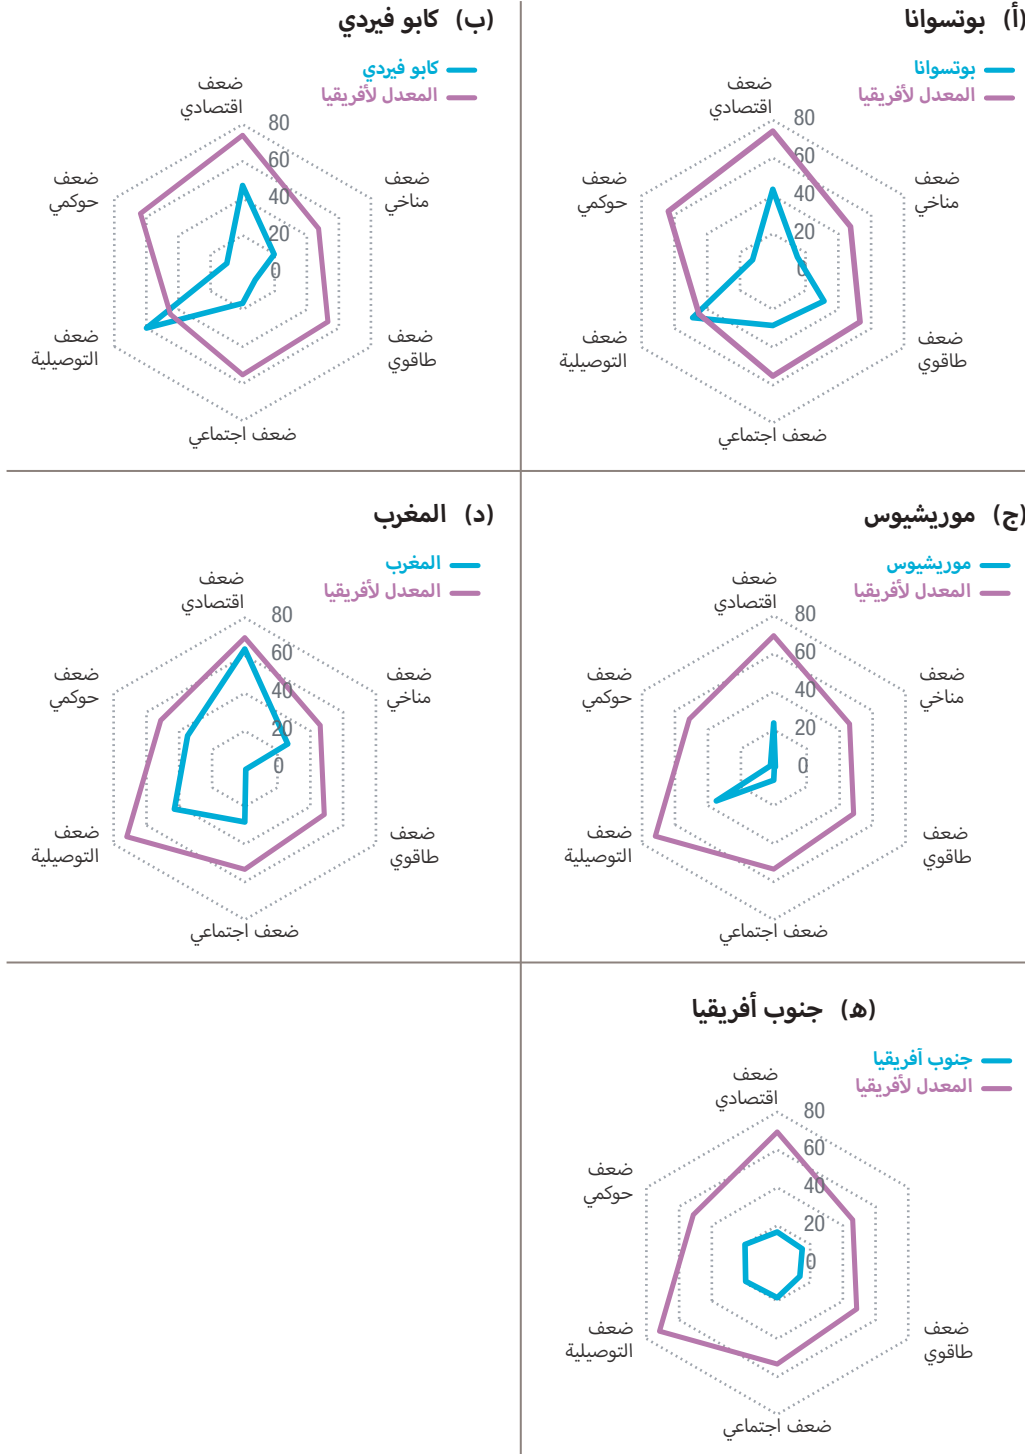 (أ) بوتسوانا
بوتسوانا
المعدل لأفريقيا
ضعف
اقتصادي
80
60
40
20
0
ضعف
مناخي
ضعف
طاقوي
ضعف اجتماعي
ضعف
التوصيلية
ضعف
حوكمي
(ب) كابو فيردي
كابو فيردي
المعدل لأفريقيا
ضعف
اقتصادي
80
60
40
20
0
ضعف
مناخي
ضعف
طاقوي
ضعف اجتماعي
ضعف
التوصيلية
ضعف
حوكمي
(ج) موريشيوس
موريشيوس
المعدل لأفريقيا
ضعف
اقتصادي
80
60
40
20
0
ضعف
مناخي
ضعف
طاقوي
ضعف اجتماعي
ضعف
التوصيلية
ضعف
حوكمي
(د) المغرب
المغرب
المعدل لأفريقيا
ضعف
اقتصادي
80
60
40
20
0
ضعف
مناخي
ضعف
طاقوي
ضعف اجتماعي
ضعف
التوصيلية
ضعف
حوكمي
(ه) جنوب أفريقيا
جنوب أفريقيا
المعدل لأفريقيا
ضعف
اقتصادي
80
60
40
20
0
ضعف
طاقوي
ضعف اجتماعي
ضعف
التوصيلية
ضعف
حوكمي